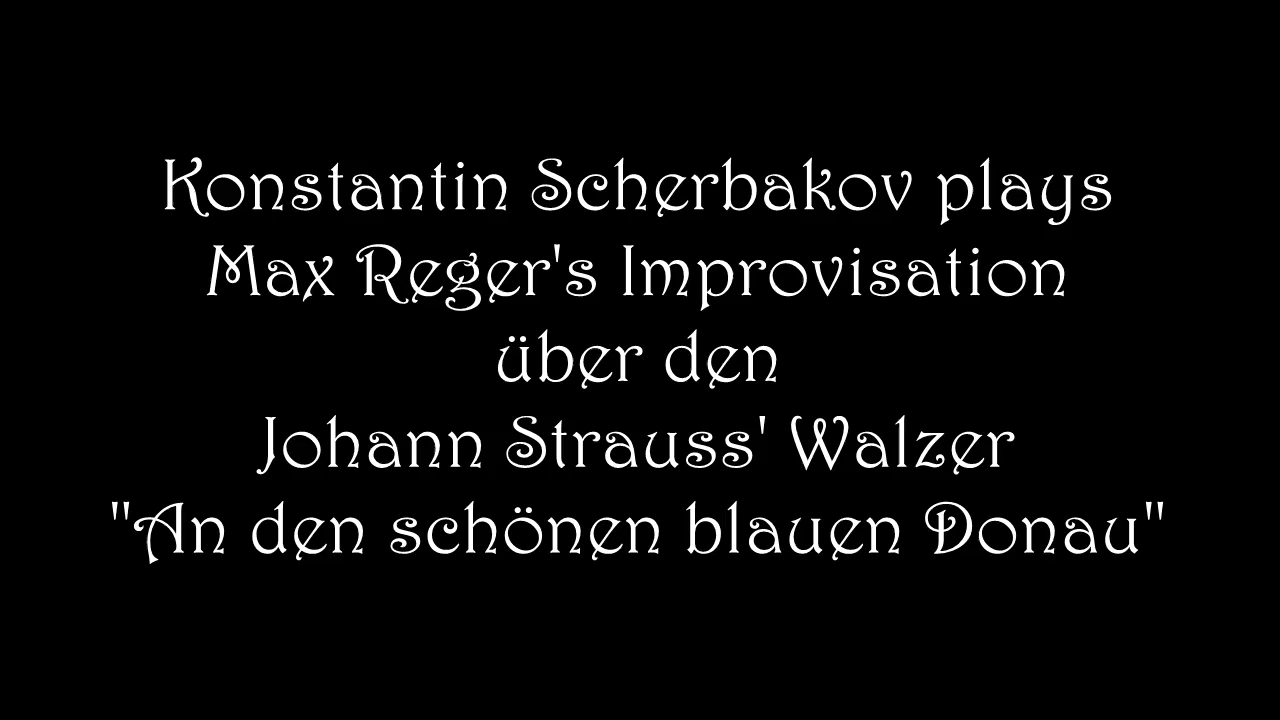 Konstantin Scherbakov plays
Max Reger's Improvisation
über den
Johann Strauss' Walzer
"An den schönen blauen Donau"